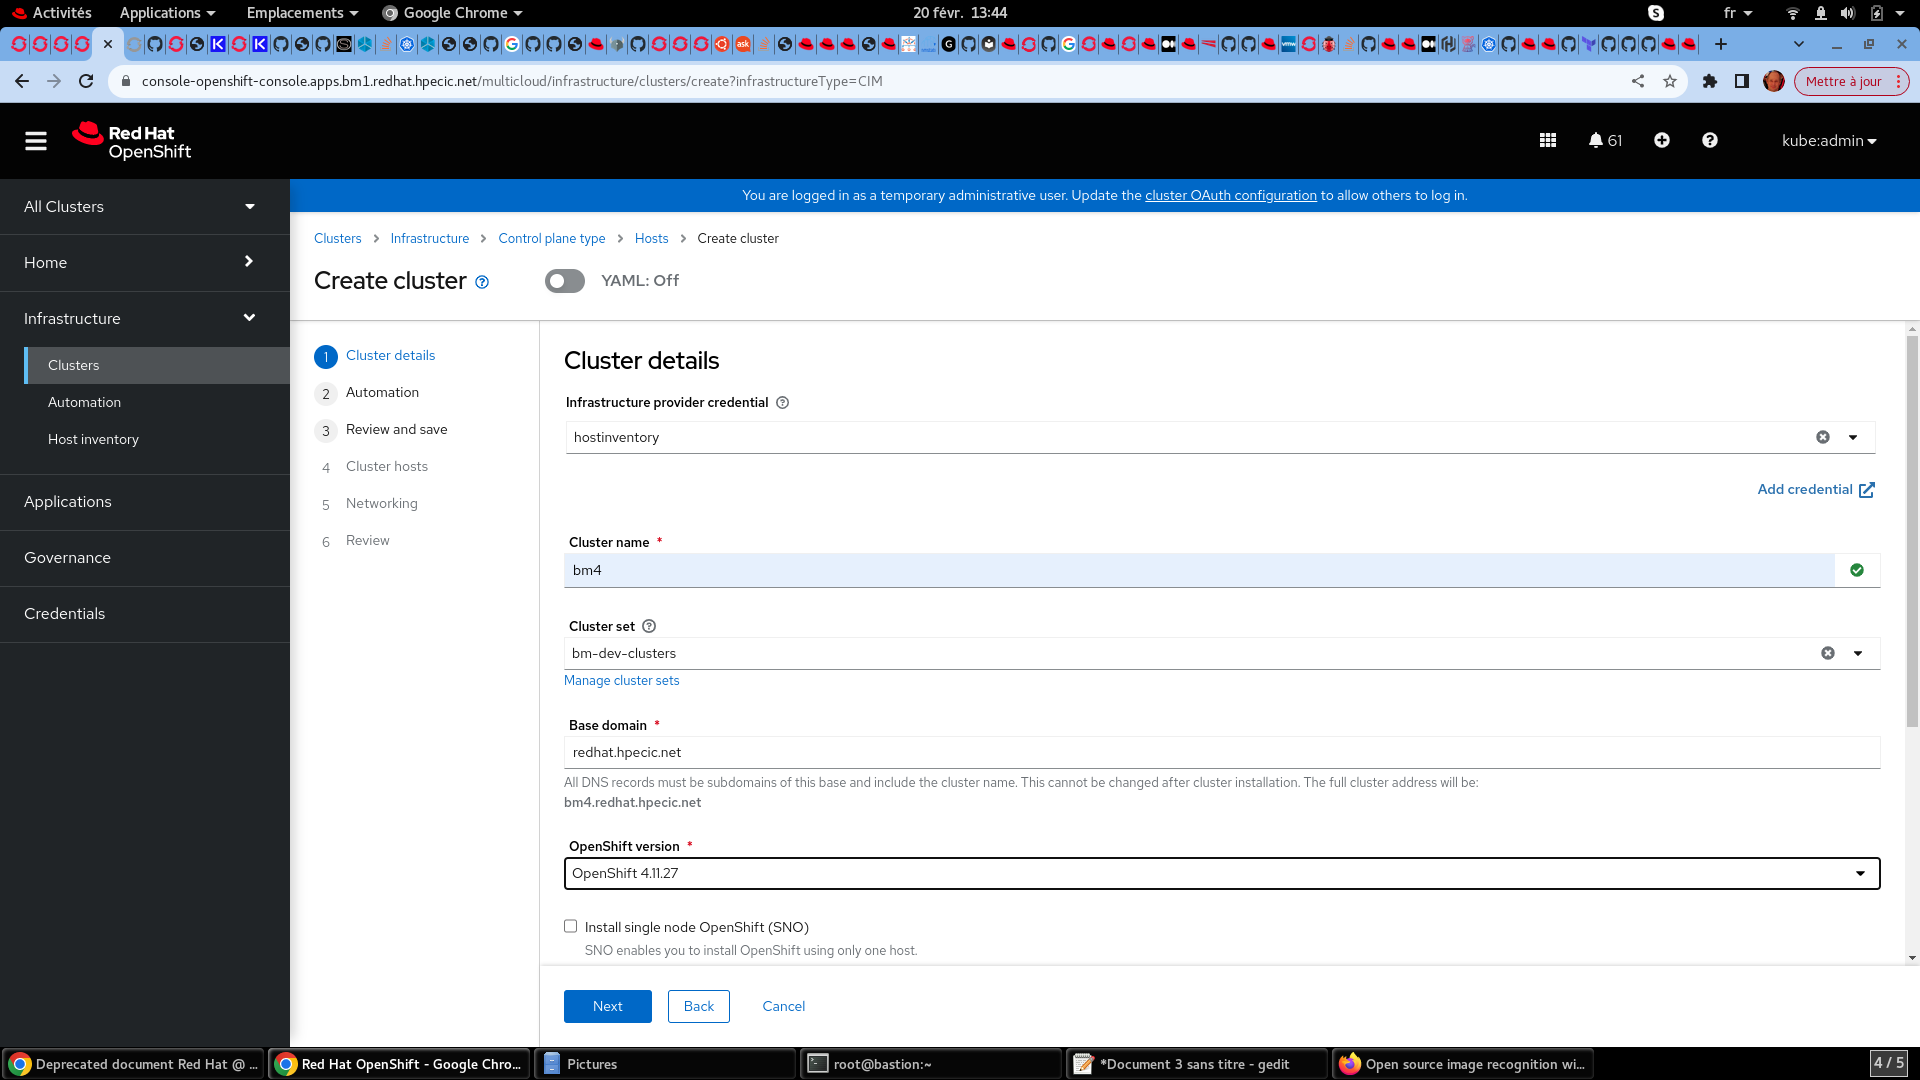 Activités Applications Emplacements Google Chrome 20 févr. 13:44 fr
console-openshift-console.apps.bm1.redhat.hpecic.net/multicloud/infrastructure/clusters/create?infrastructureType=CIM Mettre à jour
Red Hat
OpenShift
61
kube:admin
You are logged in as a temporary administrative user. Update the cluster OAuth configuration to allow others to log in.
All Clusters
Home
Infrastructure
Clusters
Automation
Host inventory
Applications
Governance
Credentials
Clusters > Infrastructure > Control plane type > Hosts > Create cluster
Create cluster YAML: Off
1 Cluster details
2 Automation
3 Review and save
4 Cluster hosts
5 Networking
6 Review
Cluster details
Infrastructure provider credential
hostinventory
Add credential
Cluster name *
bm4
Cluster set
bm-dev-clusters
Manage cluster sets
Base domain *
redhat.hpecic.net
All DNS records must be subdomains of this base and include the cluster name. This cannot be changed after cluster installation. The full cluster address will be:
bm4.redhat.hpecic.net
OpenShift version *
OpenShift 4.11.27
Install single node OpenShift (SNO)
SNO enables you to install OpenShift using only one host.
Next Back Cancel
Deprecated document Red Hat @ ... Red Hat OpenShift - Google Chro... Pictures root@bastion:~ *Document 3 sans titre - gedit Open source image recognition wi... 4 / 5